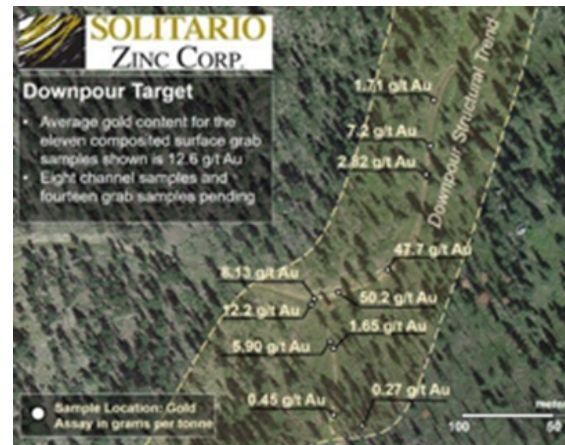 SOLITARIO
ZINC CORP.
Downpour Target
• Average gold content for the
eleven composited surface grab
samples shown is 12.6 g/t Au
• Eight channel samples and
fourteen grab samples pending
1.71 g/t Au
7.2 g/t Au
2.82 g/t Au
Downpour Structural Trend
47.7 g/t Au
8.13 g/t Au
50.2 g/t Au
12.2 g/t Au
1.65 g/t Au
5.90 g/t Au
0.45 g/t Au
0.27 g/t Au
Sample Location: Gold
Assay in grams per tonne
meter
100 50